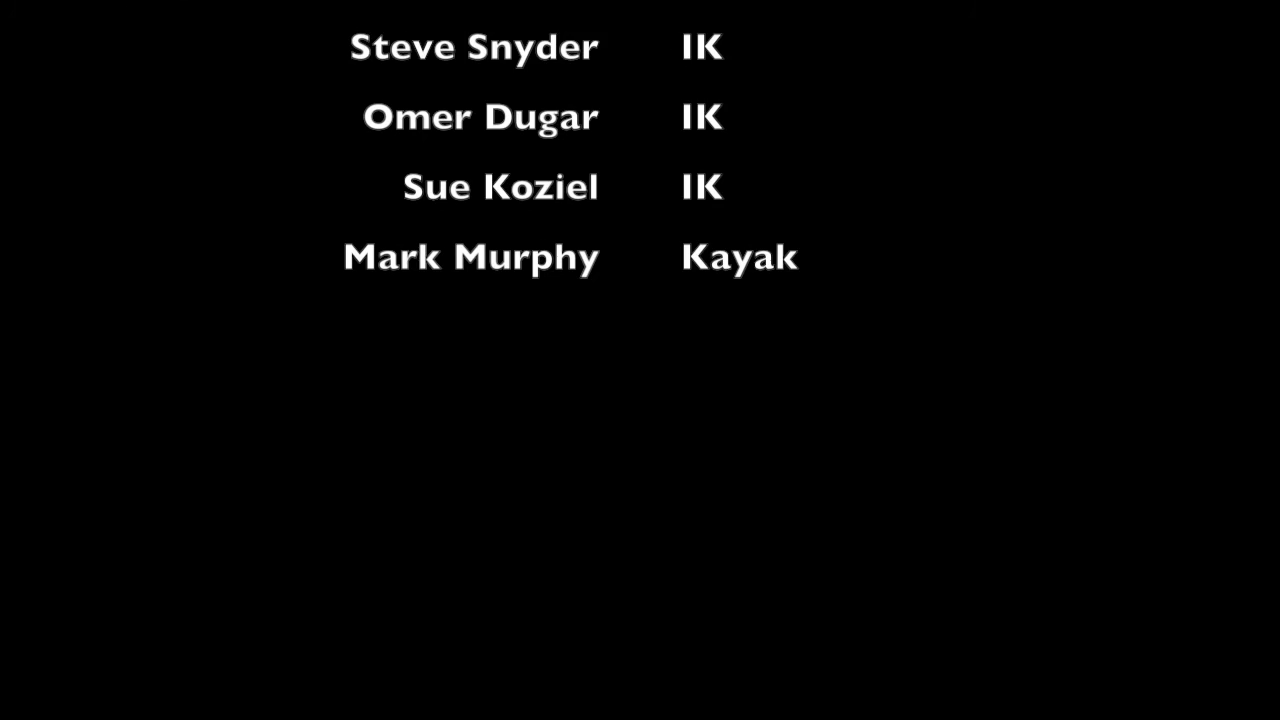 Steve Snyder IK
Omer Dugar IK
Sue Koziel IK
Mark Murphy Kayak